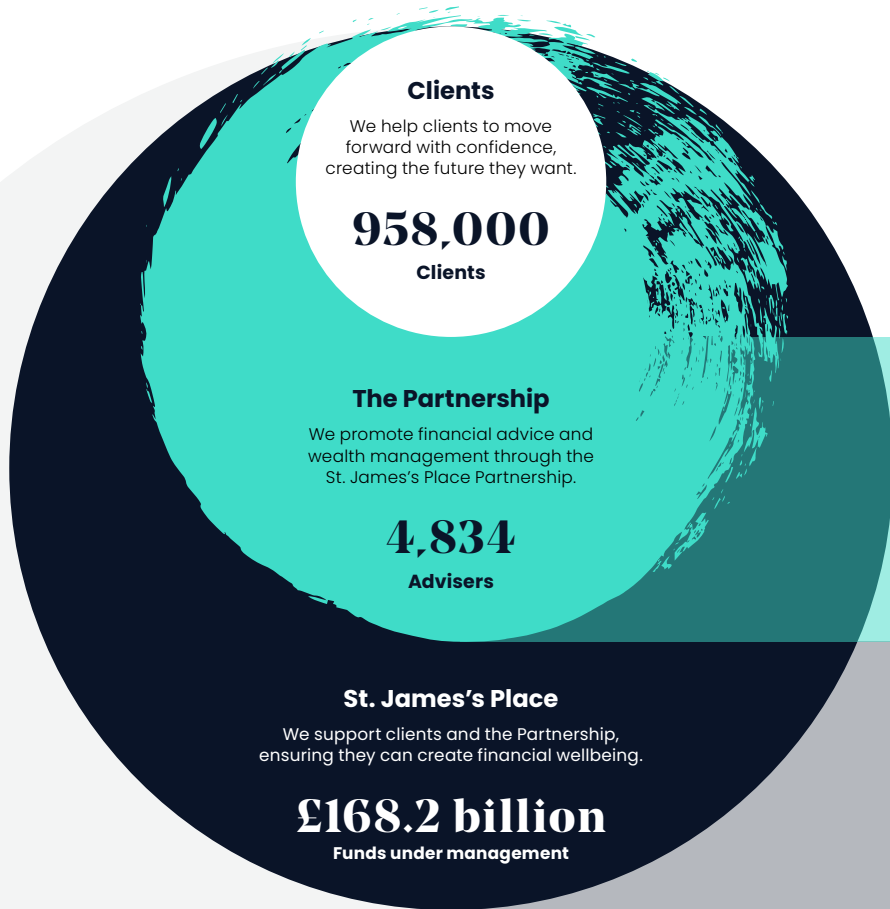 Clients
We help clients to move
forward with confidence,
creating the future they want.
958,000
Clients
The Partnership
We promote financial advice and
wealth management through the
St. James’s Place Partnership.
4,834
Advisers
St. James’s Place
We support clients and the Partnership,
ensuring they can create financial wellbeing.
£168.2 billion
Funds under management